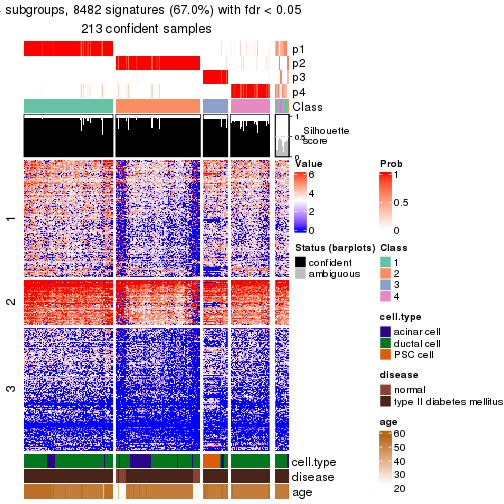 subgroups, 8482 signatures (67.0%) with fdr < 0.05
213 confident samples
p1
p2
p3
p4
Class
1
0.5
0
Silhouette
score
1
2
3
cell.type
disease
age
Value
6
4
2
0
Prob
1
0.5
0
Status (barplots)
confident
ambiguous
Class
1
2
3
4
cell.type
acinar cell
ductal cell
PSC cell
disease
normal
type II diabetes mellitus
age
60
50
40
30
20